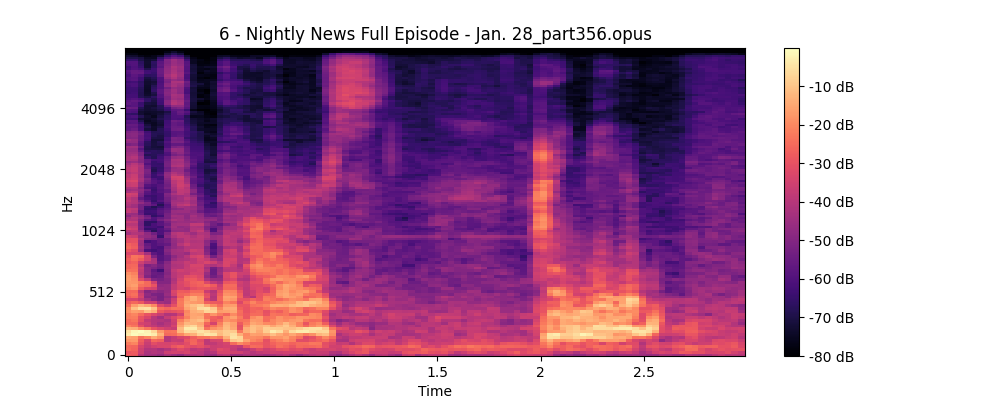 6 - Nightly News Full Episode - Jan. 28_part356.opus
Hz
4096
2048
1024
512
0
0
0.5
1
1.5
2
2.5
Time
-10 dB
-20 dB
-30 dB
-40 dB
-50 dB
-60 dB
-70 dB
-80 dB